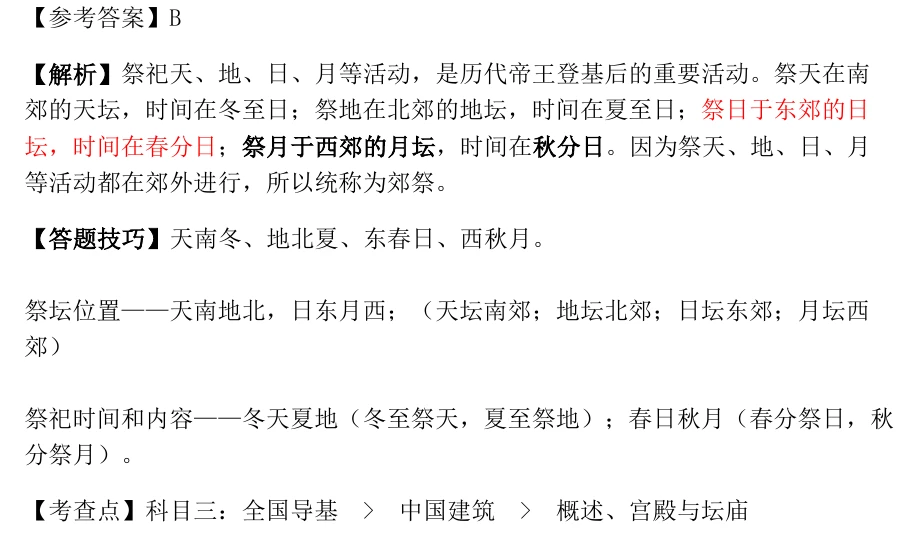 【参考答案】B
【解析】祭祀天、地、日、月等活动，是历代帝王登基后的重要活动。祭天在南
郊的天坛，时间在冬至日；祭地在北郊的地坛，时间在夏至日；祭日于东郊的日
坛，时间在春分日；祭月于西郊的月坛，时间在秋分日。因为祭天、地、日、月
等活动都在郊外进行，所以统称为郊祭。
【答题技巧】天南冬、地北夏、东春日、西秋月。
祭坛位置——天南地北，日东月西；（天坛南郊；地坛北郊；日坛东郊；月坛西
郊）
祭祀时间和内容——冬天夏地（冬至祭天，夏至祭地）；春日秋月（春分祭日，秋
分祭月）。
【考查点】科目三：全国导基 > 中国建筑 > 概述、宫殿与坛庙